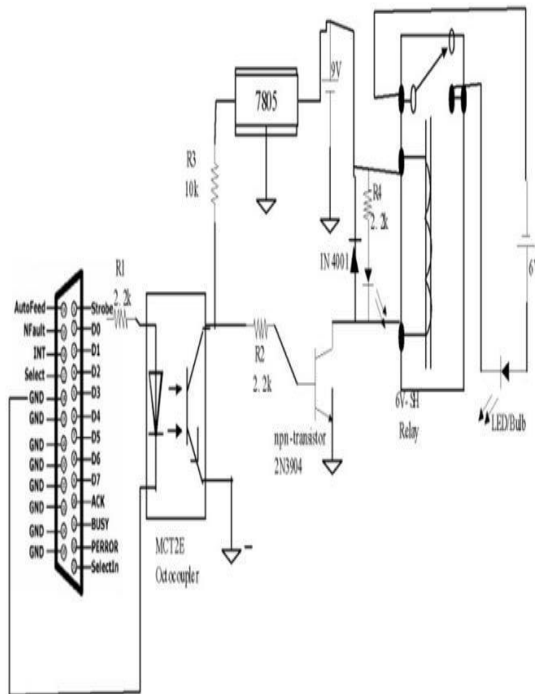 7805
9V
R3
10k
R4
2.2k
IN4001
6V
R1
2.2k
AutoFeed
Strobe
NFault
D0
INT
D1
Select
D2
GND
D3
GND
D4
GND
D5
GND
D6
GND
D7
GND
ACK
GND
BUSY
GND
PERROR
SelectIn
R2
2.2k
npn-transistor
2N3904
6V-SH
Relay
LED/Bulb
MCT2E
Octocoupler